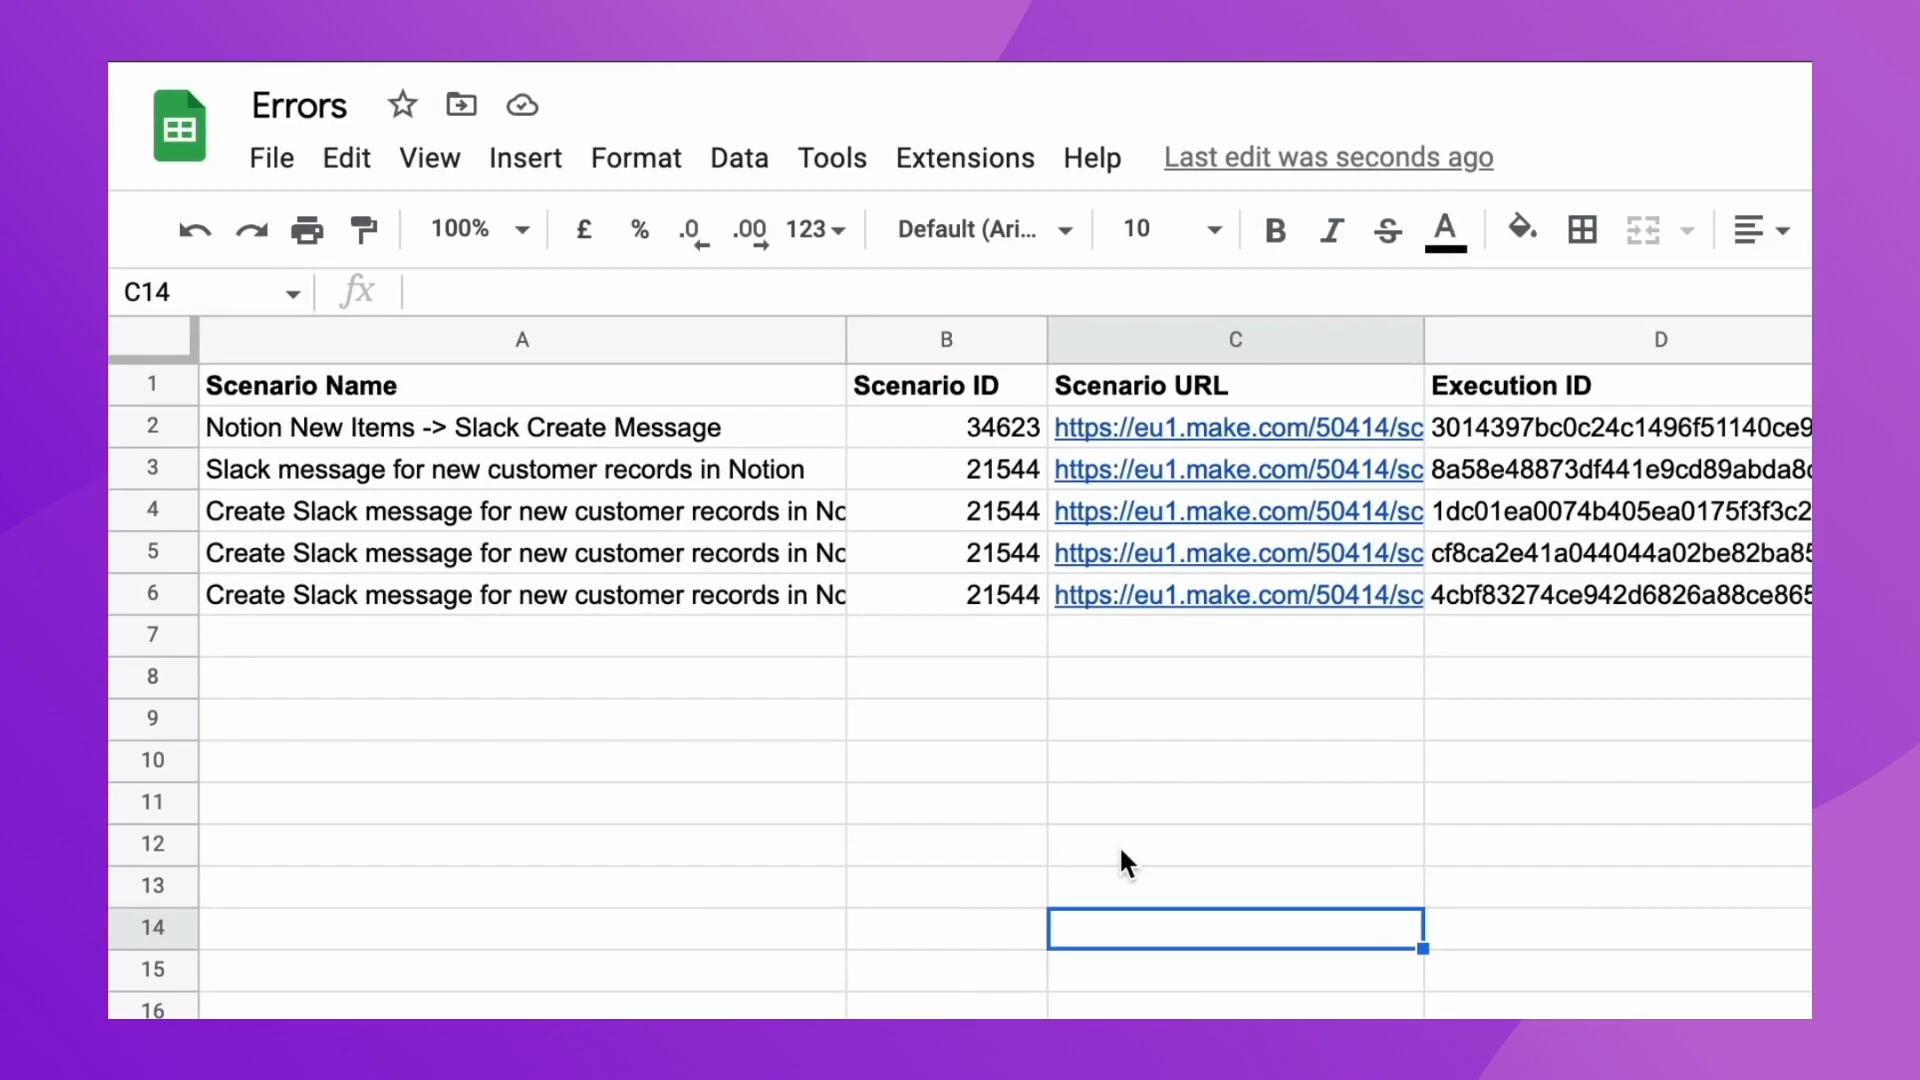 Errors
File Edit View Insert Format Data Tools Extensions Help Last edit was seconds ago
100% £ % .0 .00 123 Default (Ari... 10 B I S A
C14 fx
A B C D
1 Scenario Name Scenario ID Scenario URL Execution ID
2 Notion New Items -> Slack Create Message 34623 https://eu1.make.com/50414/sc 3014397bc0c24c1496f51140ce9
3 Slack message for new customer records in Notion 21544 https://eu1.make.com/50414/sc 8a58e48873df441e9cd89abda8
4 Create Slack message for new customer records in No 21544 https://eu1.make.com/50414/sc 1dc01ea0074b405ea0175f3f3c2
5 Create Slack message for new customer records in No 21544 https://eu1.make.com/50414/sc cf8ca2e41a044044a02be82ba85
6 Create Slack message for new customer records in No 21544 https://eu1.make.com/50414/sc 4cbf83274ce942d6826a88ce865
7
8
9
10
11
12
13
14
15
16